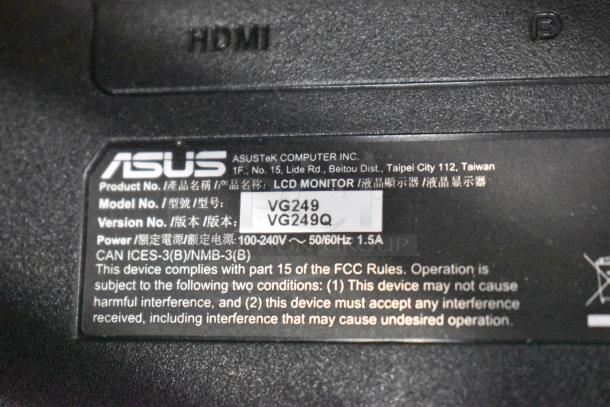 HDMI
ASUS
ASUSTeK COMPUTER INC.
1F., No. 15, Lide Rd., Beitou Dist., Taipei City 112, Taiwan
Product No. /產品名稱 /产品名称: LCD MONITOR /液晶顯示器 /液晶显示器
Model No. / 型號 /型号: VG249
Version No. /版本 /版本: VG249Q
Power /額定電源/额定电源: 100-240V ~ 50/60Hz 1.5A
CAN ICES-3(B)/NMB-3(B)
This device complies with part 15 of the FCC Rules. Operation is
subject to the following two conditions: (1) This device may not cause
harmful interference, and (2) this device must accept any interference
received, including interference that may cause undesired operation.